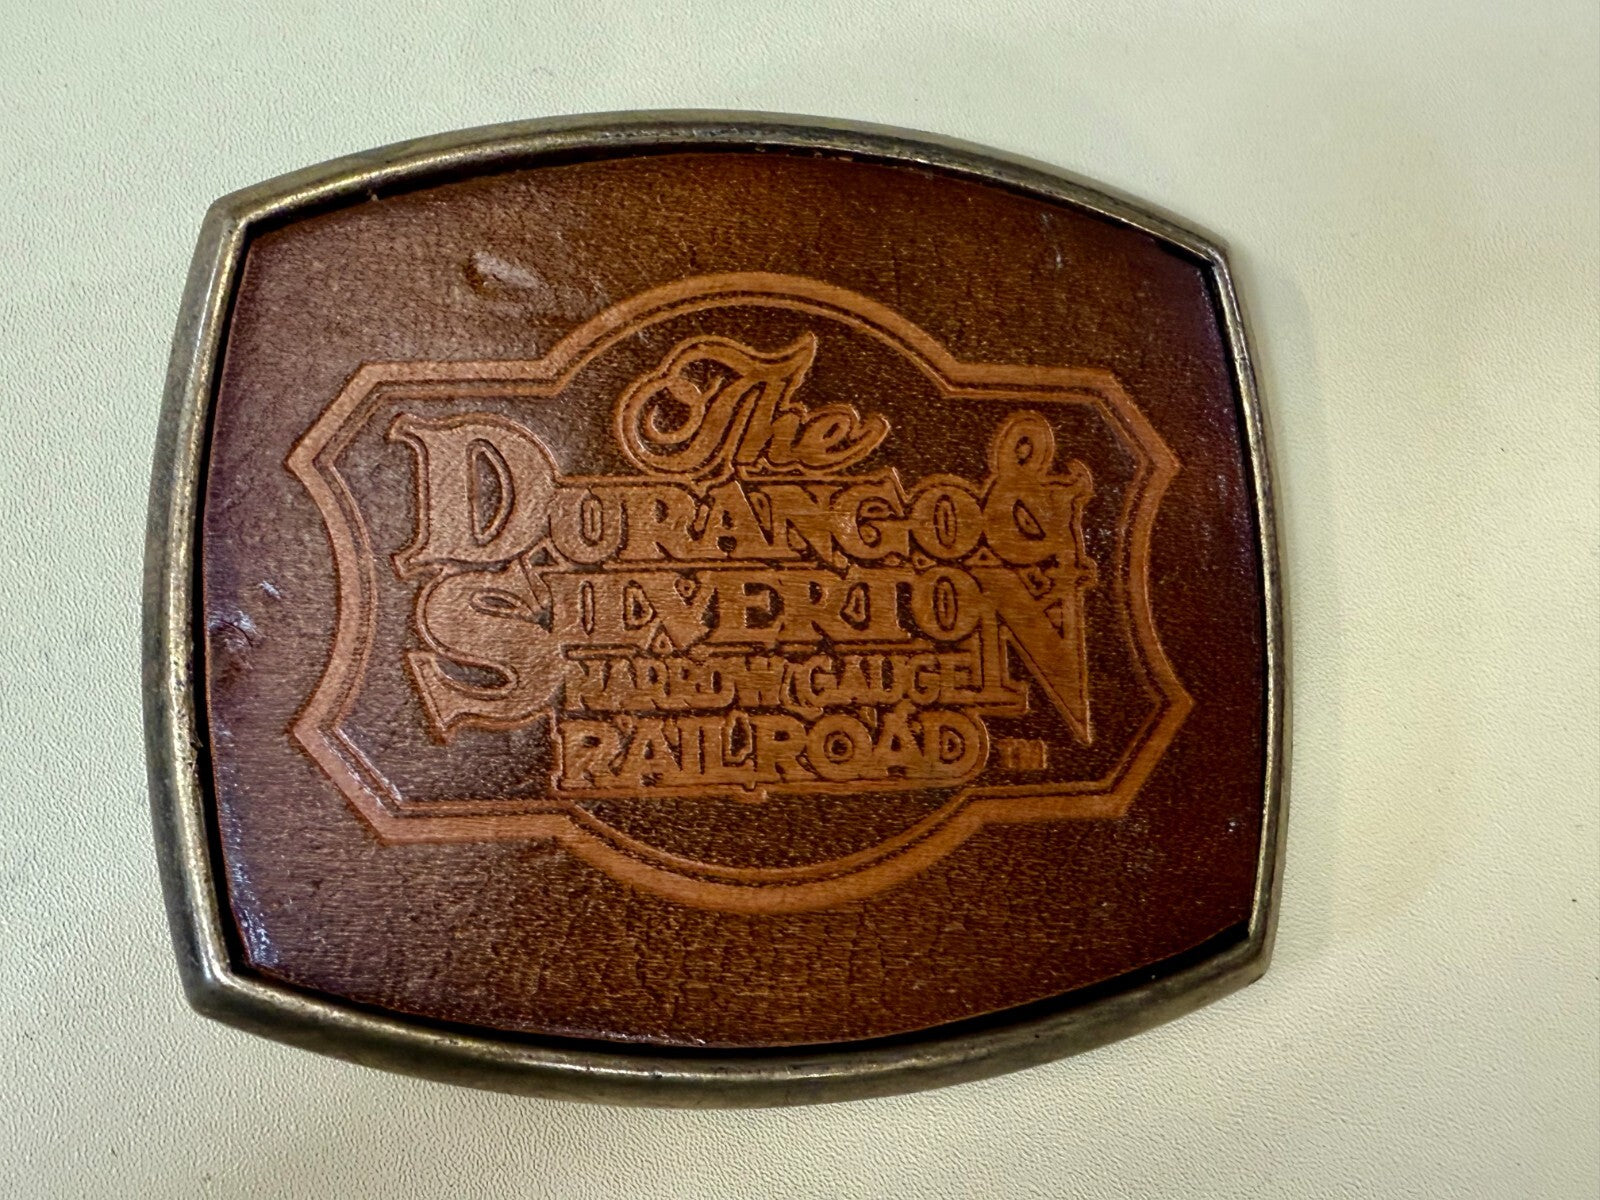 The
DURANGO &
SILVERTON
NARROW GAUGE
RAILROAD TM